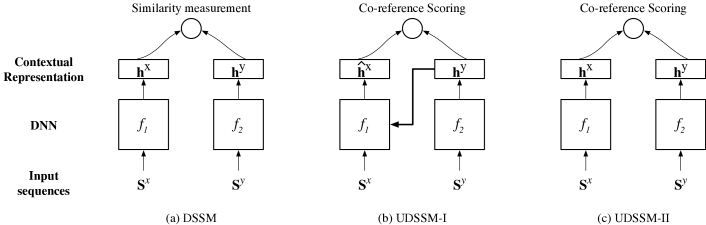 Similarity measurement
Co-reference Scoring
Co-reference Scoring
Contextual
Representation
h^x
h^y
ĥ^x
h^y
h^x
h^y
DNN
f_1
f_2
f_1
f_2
f_1
f_2
Input
sequences
S^x
S^y
S^x
S^y
S^x
S^y
(a) DSSM
(b) UDSSM-I
(c) UDSSM-II